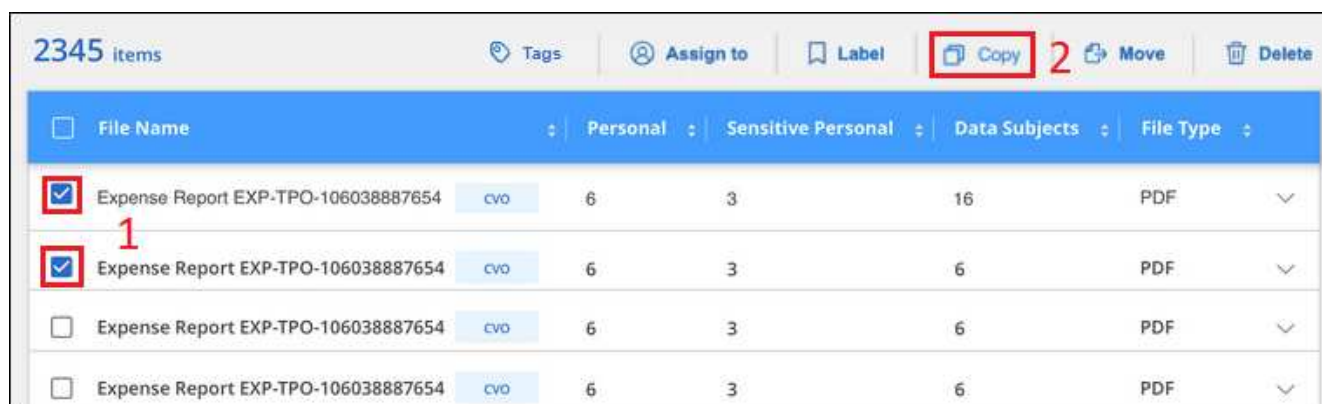 2345 items Tags Assign to Label Copy 2 Move Delete
File Name Personal Sensitive Personal Data Subjects File Type
Expense Report EXP-TPO-106038887654 CVO 6 3 16 PDF
1
Expense Report EXP-TPO-106038887654 CVO 6 3 6 PDF
Expense Report EXP-TPO-106038887654 CVO 6 3 6 PDF
Expense Report EXP-TPO-106038887654 CVO 6 3 6 PDF